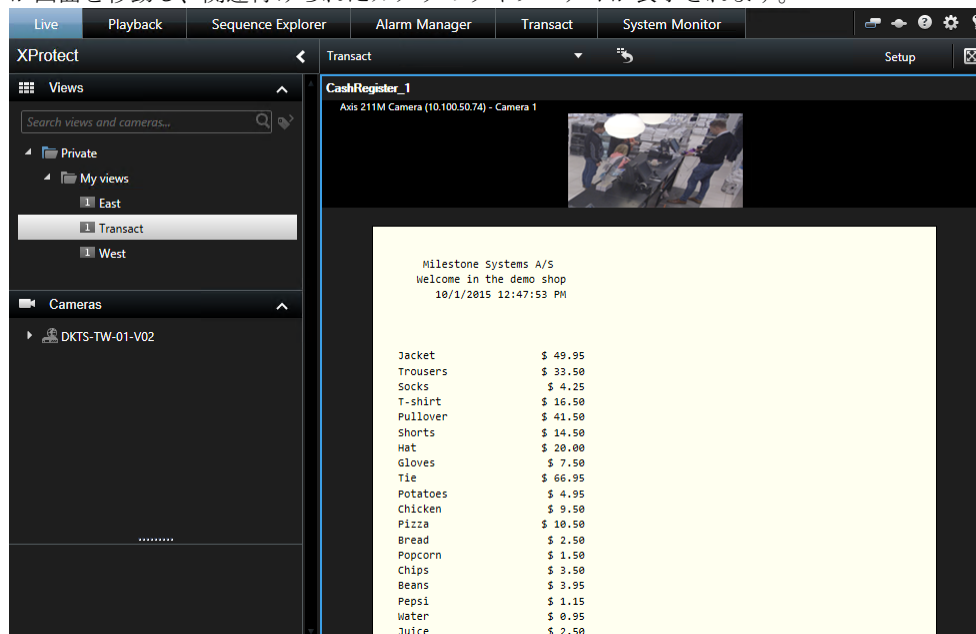 Live Playback Sequence Explorer Alarm Manager Transact System Monitor
XProtect Transact Setup
Views
Search views and cameras...
Private
My views
1 East
1 Transact
1 West
Cameras
DKTS-TW-01-V02
CashRegister_1
Axis 211M Camera (10.100.50.74) - Camera 1
Milestone Systems A/S
Welcome in the demo shop
10/1/2015 12:47:53 PM
Jacket $ 49.95
Trousers $ 33.50
Socks $ 4.25
T-shirt $ 16.50
Pullover $ 41.50
Shorts $ 14.50
Hat $ 20.00
Gloves $ 7.50
Tie $ 66.95
Potatoes $ 4.95
Chicken $ 9.50
Pizza $ 10.50
Bread $ 2.50
Popcorn $ 1.50
Chips $ 3.50
Beans $ 3.95
Pepsi $ 1.15
Water $ 0.95
Juice $ 2.50